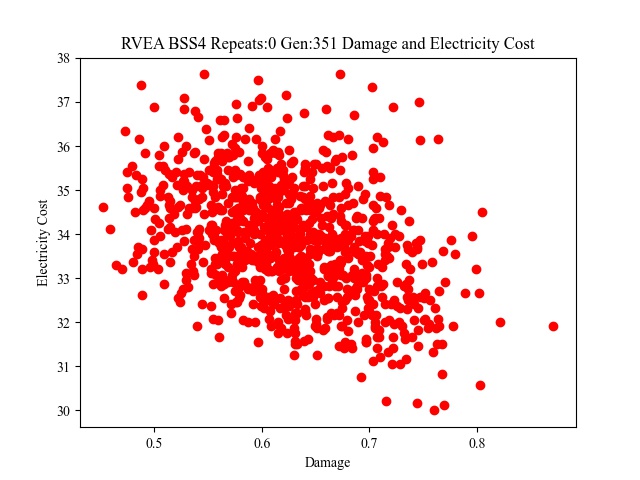 RVEA BSS4 Repeats:0 Gen:351 Damage and Electricity Cost
38
37
36
35
34
33
32
31
30
Electricity Cost
0.5 0.6 0.7 0.8
Damage